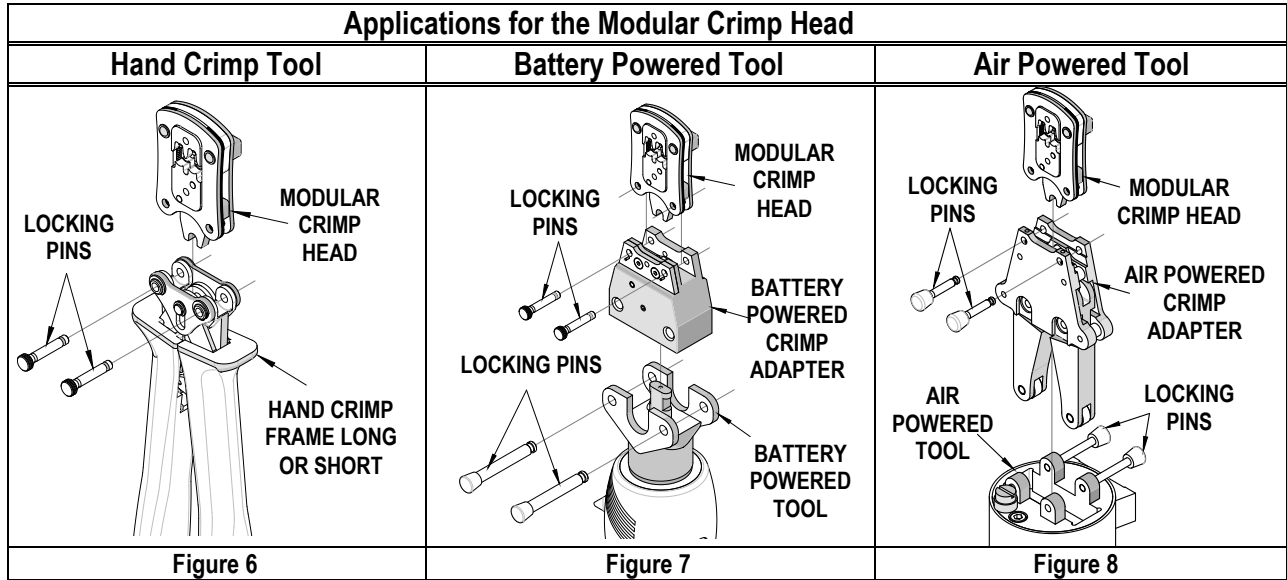 Applications for the Modular Crimp Head
Hand Crimp Tool
Battery Powered Tool
Air Powered Tool
LOCKING
PINS
MODULAR
CRIMP
HEAD
HAND CRIMP
FRAME LONG
OR SHORT
Figure 6
LOCKING
PINS
MODULAR
CRIMP
HEAD
BATTERY
POWERED
CRIMP
ADAPTER
LOCKING PINS
BATTERY
POWERED
TOOL
Figure 7
LOCKING
PINS
MODULAR
CRIMP HEAD
AIR POWERED
CRIMP
ADAPTER
AIR
POWERED
TOOL
LOCKING
PINS
Figure 8